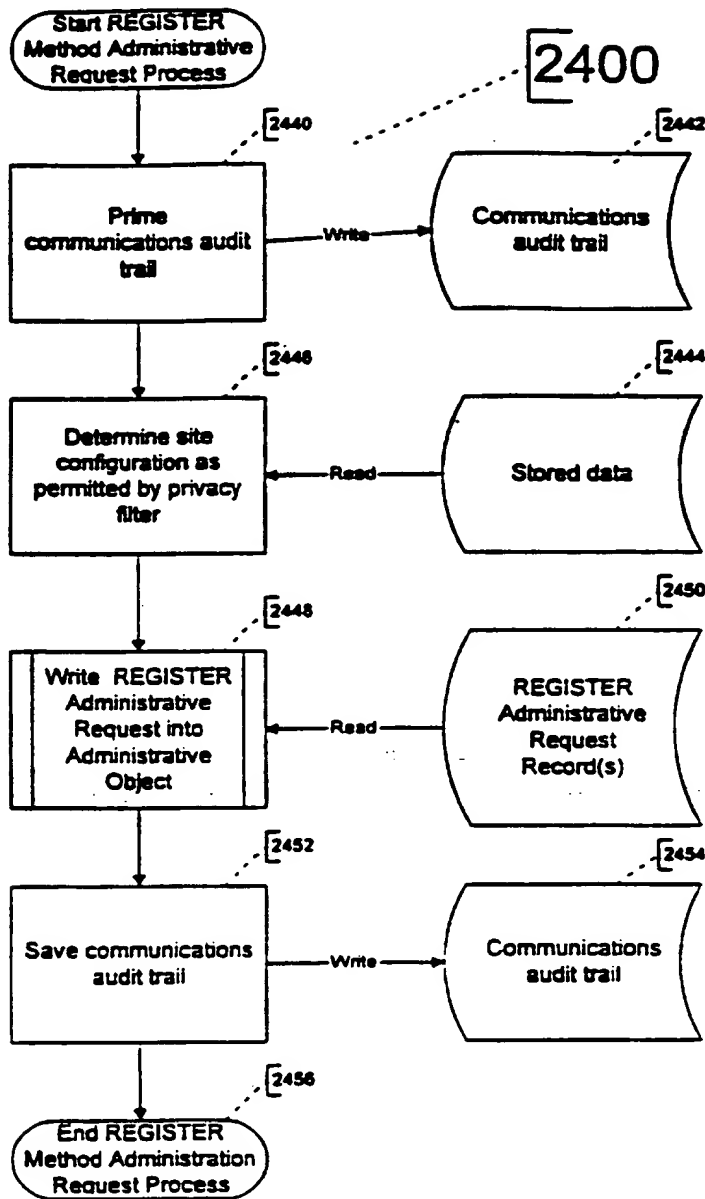 Start REGISTER
Method Administrative
Request Process
2400
2440
2442
Prime
communications audit
trail
Write
Communications
audit trail
2446
2444
Determine site
configuration as
permitted by privacy
filter
Read
Stored data
2448
2450
Write REGISTER
Administrative
Request into
Administrative
Object
Read
REGISTER
Administrative
Request
Record(s)
2452
2454
Save communications
audit trail
Write
Communications
audit trail
2456
End REGISTER
Method Administration
Request Process